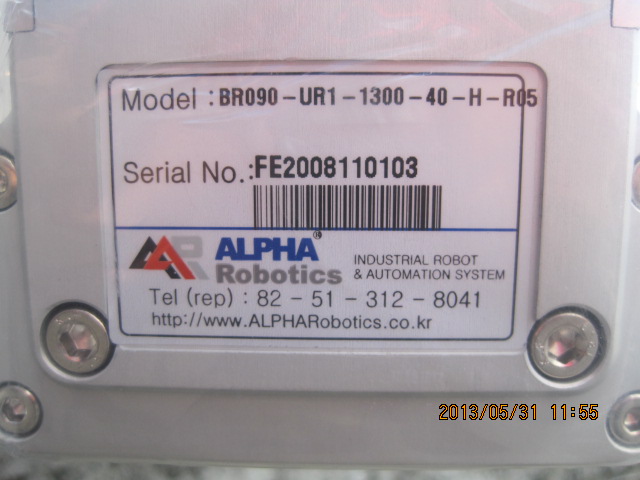 Model : BR090-UR1-1300-40-H-R05
Serial No.: FE2008110103
AR ALPHA® Robotics
INDUSTRIAL ROBOT
& AUTOMATION SYSTEM
Tel (rep) : 82 - 51 - 312 - 8041
http://www.ALPHARobotics.co.kr
2013/05/31 11:55